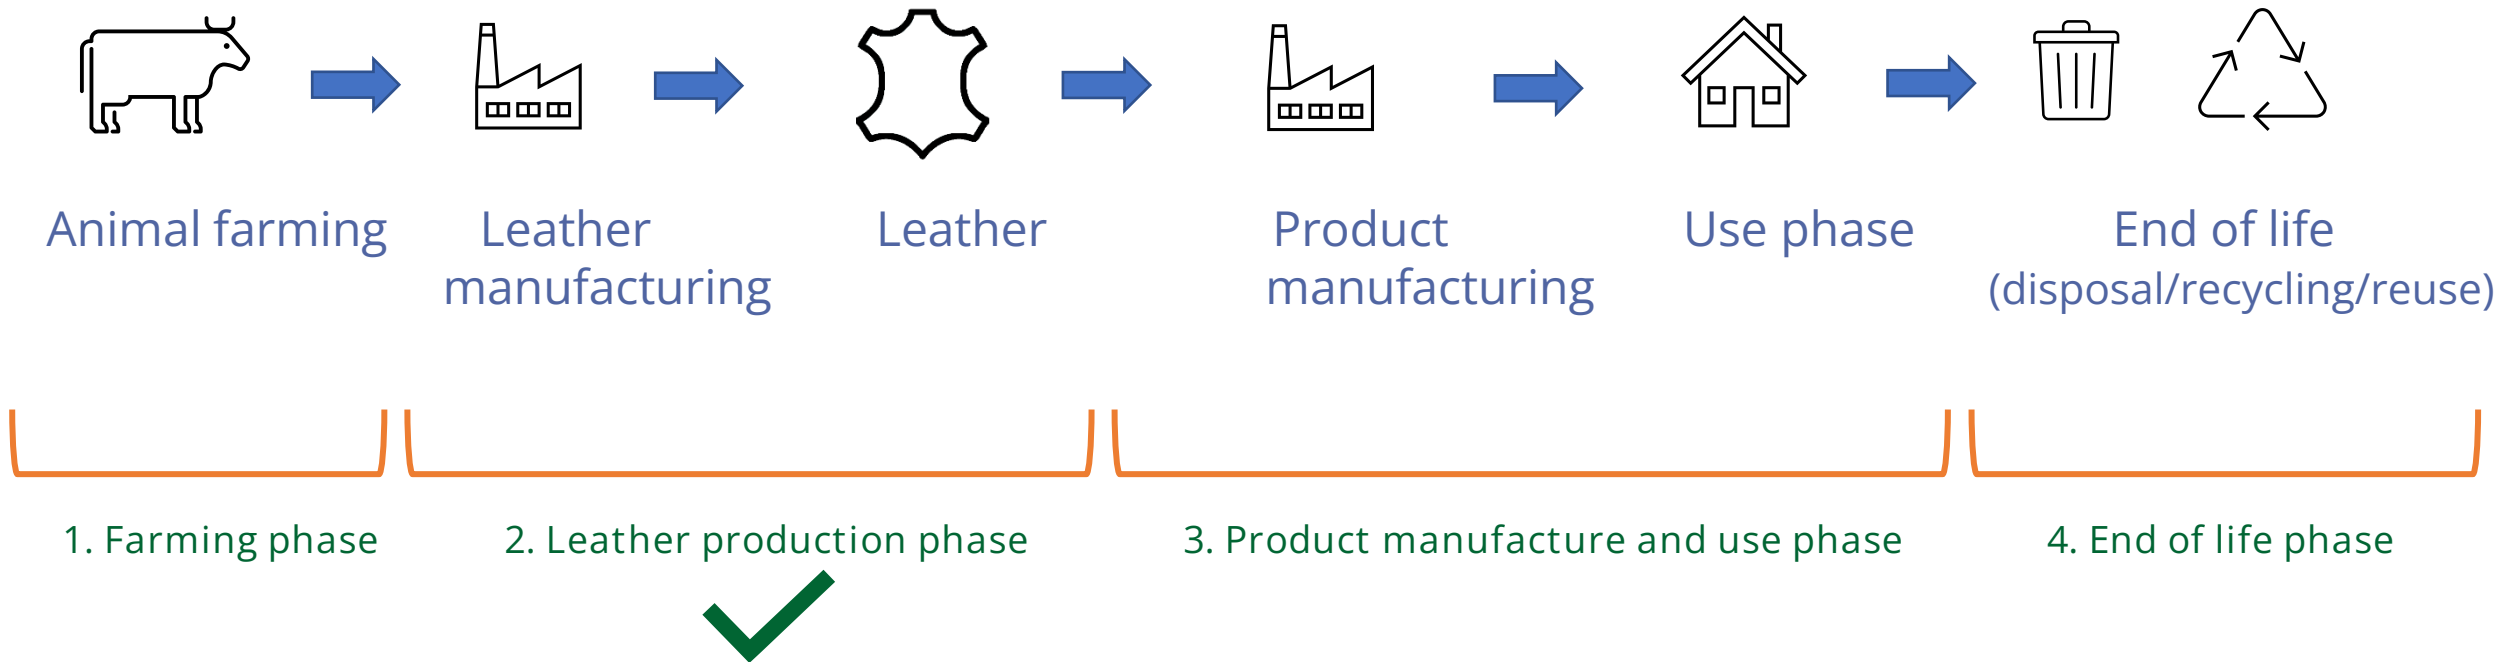 Animal farming
Leather
manufacturing
Leather
Product
manufacturing
Use phase
End of life
(disposal/recycling/reuse)
1. Farming phase
2. Leather production phase
3. Product manufacture and use phase
4. End of life phase